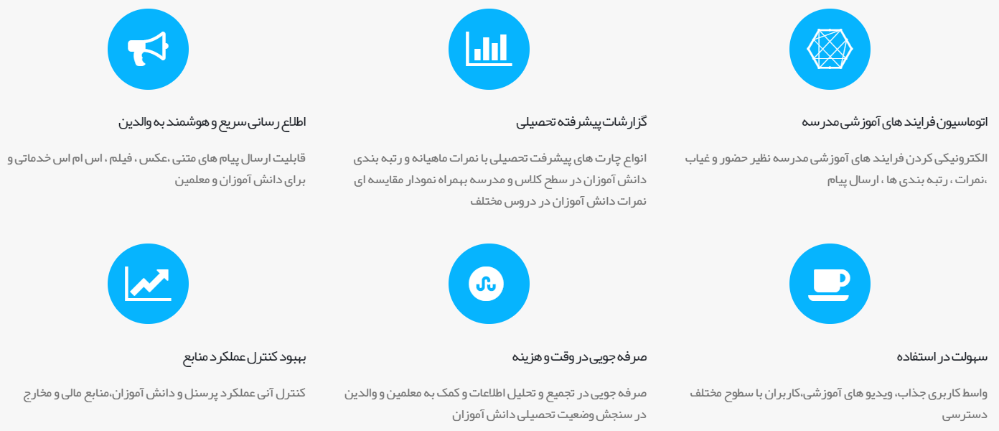 اتوماسیون فرایند های آموزشی مدرسه
الکترونیکی کردن فرایند های آموزشی مدرسه نظیر حضور و غیاب
،نمرات ، رتبه بندی ها ، ارسال پیام
گزارشات پیشرفته تحصیلی
انواع چارت های پیشرفت تحصیلی با نمرات ماهیانه و رتبه بندی
دانش آموزان در سطح کلاس و مدرسه بهمراه نمودار مقایسه ای
نمرات دانش آموزان در دروس مختلف
اطلاع رسانی سریع و هوشمند به والدین
قابلیت ارسال پیام های متنی ،عکس ، فیلم ، اس ام اس خدماتی و
برای دانش آموزان و معلمین
سهولت در استفاده
واسط کاربری جذاب، ویدیو های آموزشی،کاربران با سطوح مختلف
دسترسی
صرفه جویی در وقت و هزینه
صرفه جویی در تجمیع و تحلیل اطلاعات و کمک به معلمین و والدین
در سنجش وضعیت تحصیلی دانش آموزان
بهبود کنترل عملکرد منابع
کنترل آنی عملکرد پرسنل و دانش آموزان،منابع مالی و مخارج